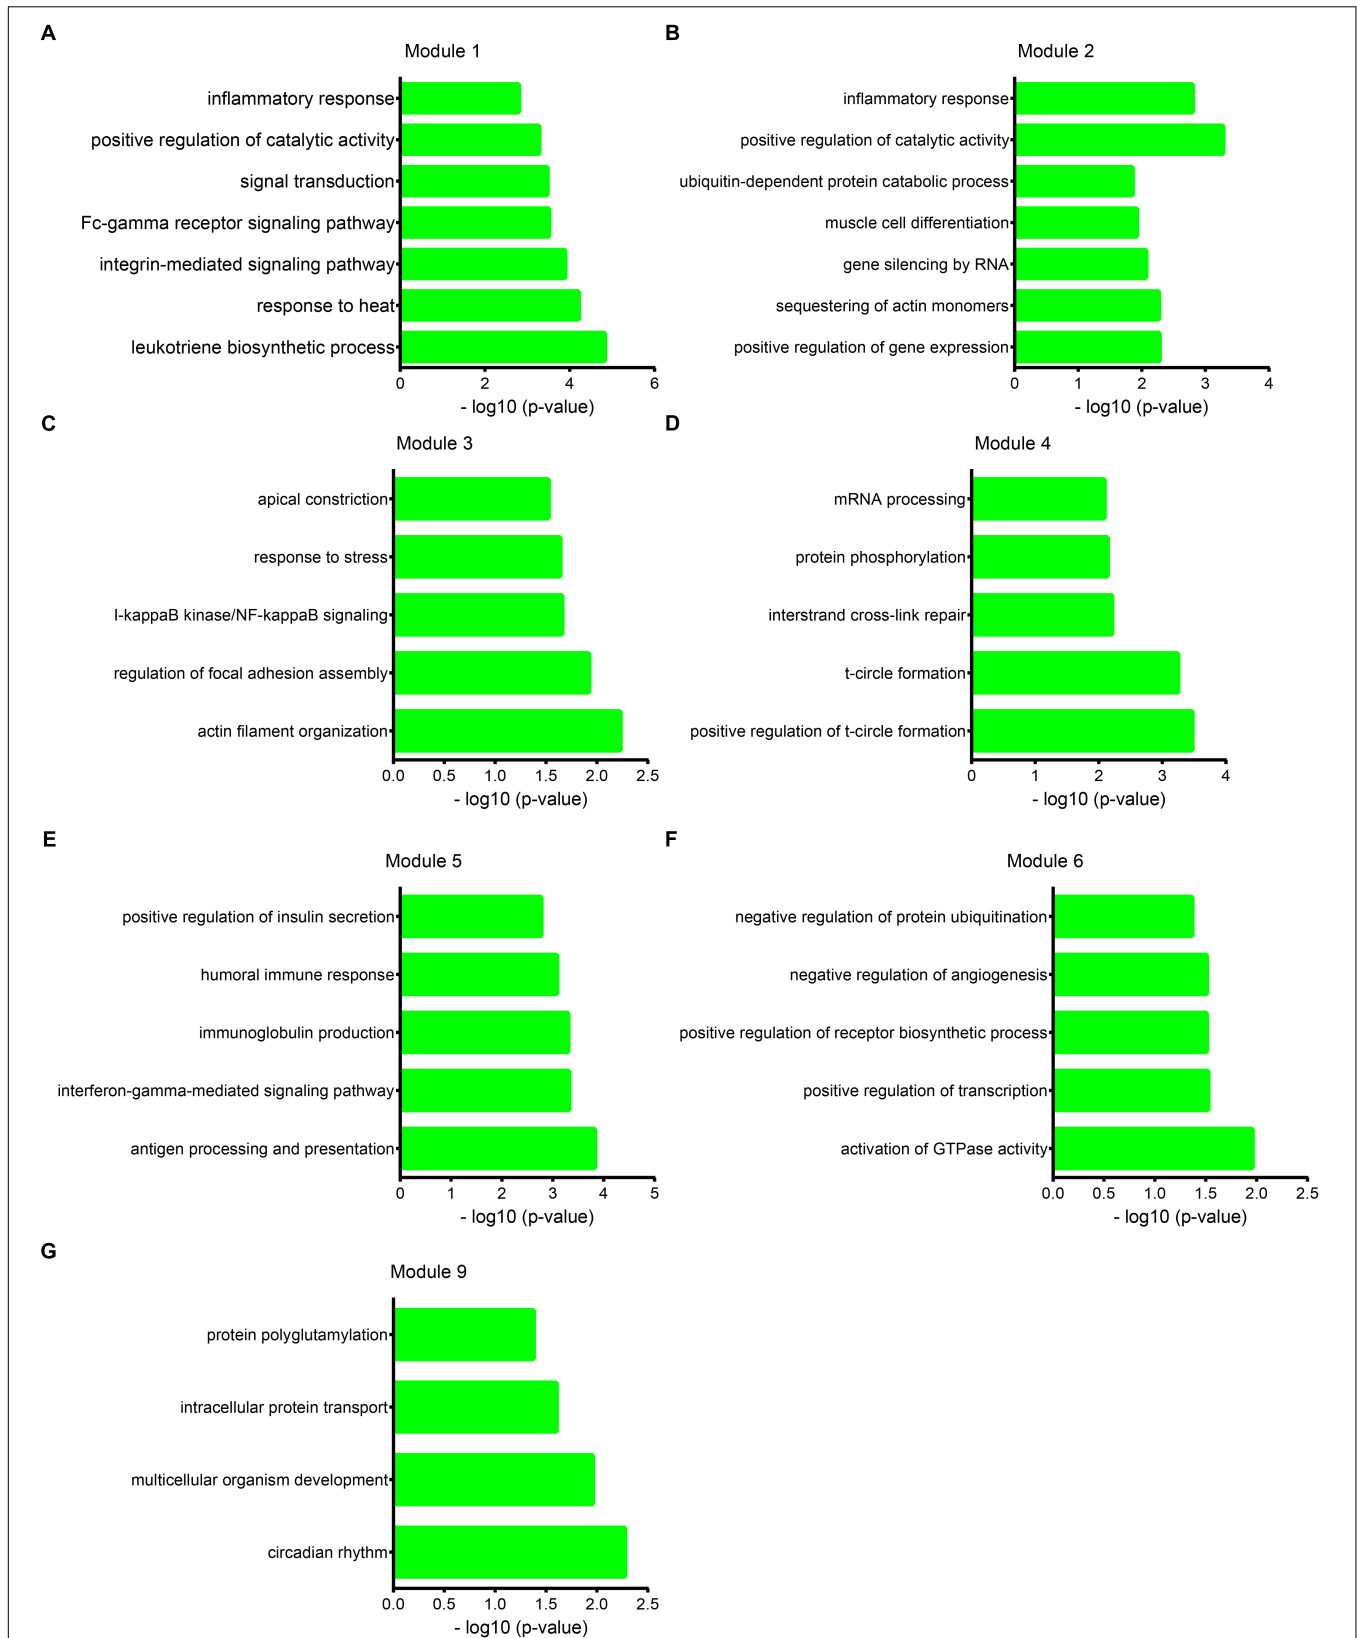 A
Module 1
inflammatory response
positive regulation of catalytic activity
signal transduction
Fc-gamma receptor signaling pathway
integrin-mediated signaling pathway
response to heat
leukotriene biosynthetic process
0 2 4 6
- log10 (p-value)
B
Module 2
inflammatory response
positive regulation of catalytic activity
ubiquitin-dependent protein catabolic process
muscle cell differentiation
gene silencing by RNA
sequestering of actin monomers
positive regulation of gene expression
0 1 2 3 4
- log10 (p-value)
C
Module 3
apical constriction
response to stress
I-kappaB kinase/NF-kappaB signaling
regulation of focal adhesion assembly
actin filament organization
0.0 0.5 1.0 1.5 2.0 2.5
- log10 (p-value)
D
Module 4
mRNA processing
protein phosphorylation
interstrand cross-link repair
t-circle formation
positive regulation of t-circle formation
0 1 2 3 4
- log10 (p-value)
E
Module 5
positive regulation of insulin secretion
humoral immune response
immunoglobulin production
interferon-gamma-mediated signaling pathway
antigen processing and presentation
0 1 2 3 4 5
- log10 (p-value)
F
Module 6
negative regulation of protein ubiquitination
negative regulation of angiogenesis
positive regulation of receptor biosynthetic process
positive regulation of transcription
activation of GTPase activity
0.0 0.5 1.0 1.5 2.0 2.5
- log10 (p-value)
G
Module 9
protein polyglutamylation
intracellular protein transport
multicellular organism development
circadian rhythm
0.0 0.5 1.0 1.5 2.0 2.5
- log10 (p-value)